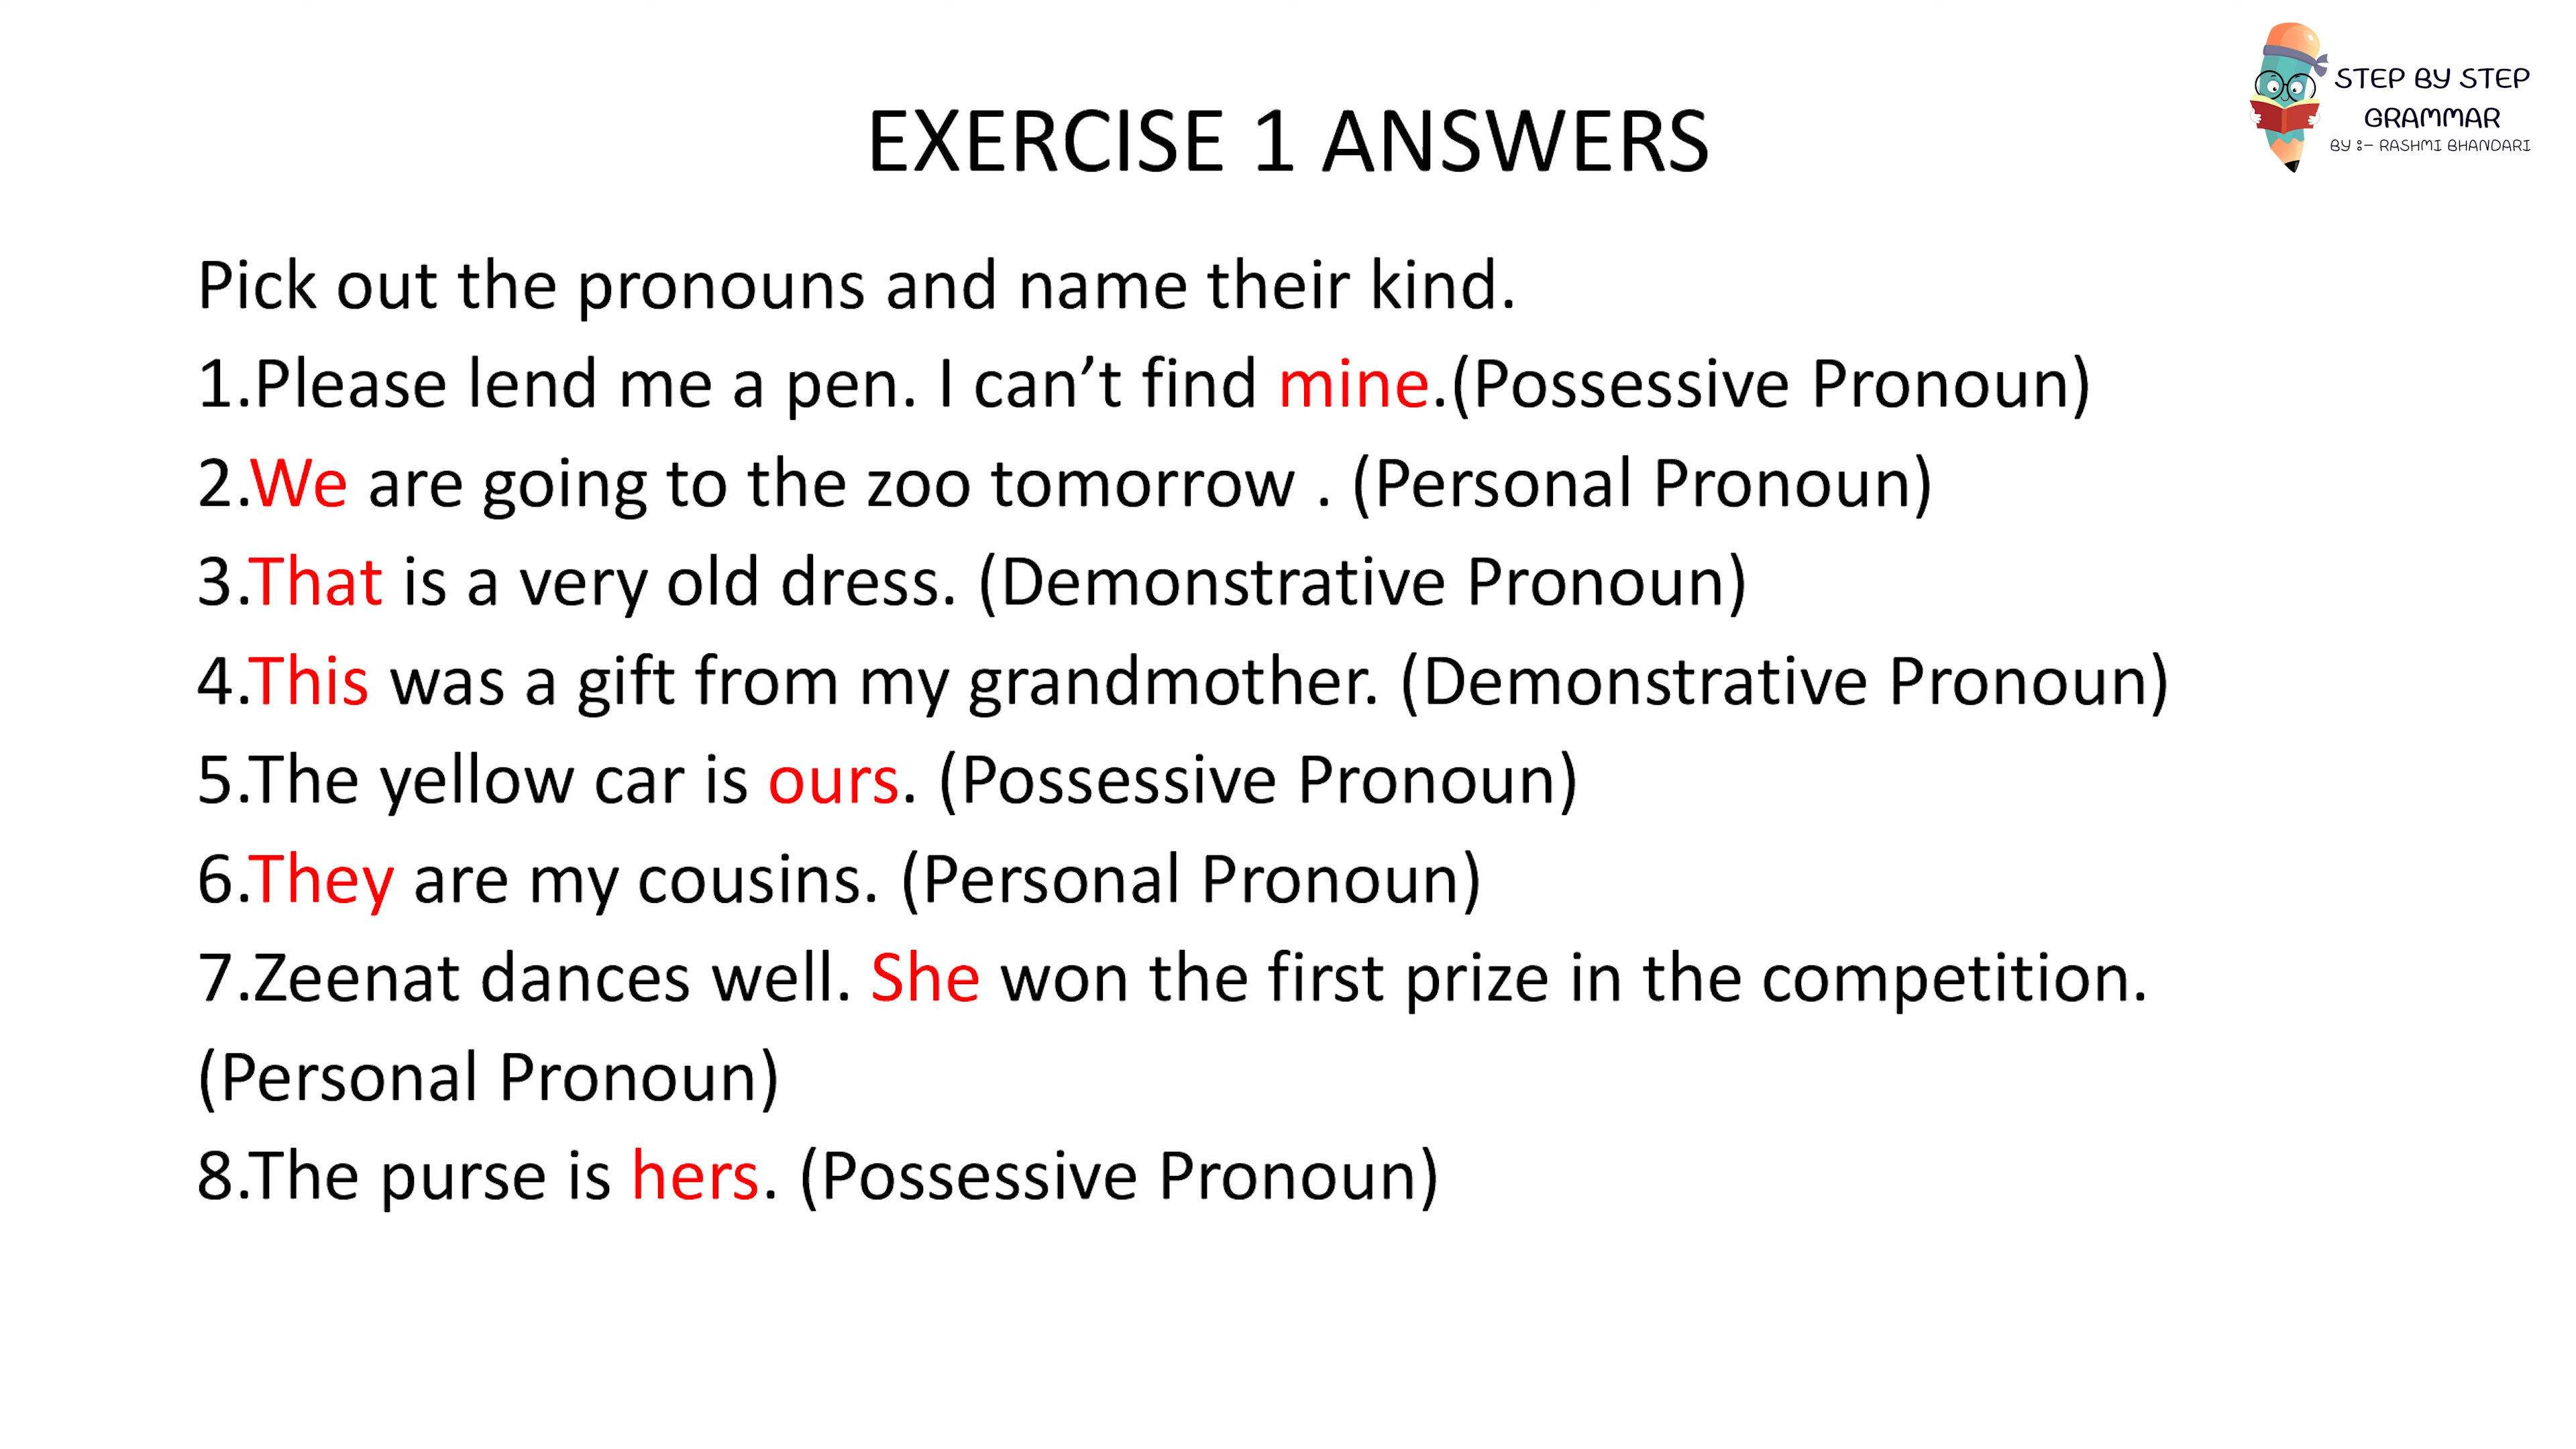 STEP BY STEP
GRAMMAR
BY :- RASHMI BHANDARI
EXERCISE 1 ANSWERS
Pick out the pronouns and name their kind.
1.Please lend me a pen. I can’t find mine.(Possessive Pronoun)
2.We are going to the zoo tomorrow . (Personal Pronoun)
3.That is a very old dress. (Demonstrative Pronoun)
4.This was a gift from my grandmother. (Demonstrative Pronoun)
5.The yellow car is ours. (Possessive Pronoun)
6.They are my cousins. (Personal Pronoun)
7.Zeenat dances well. She won the first prize in the competition.
(Personal Pronoun)
8.The purse is hers. (Possessive Pronoun)